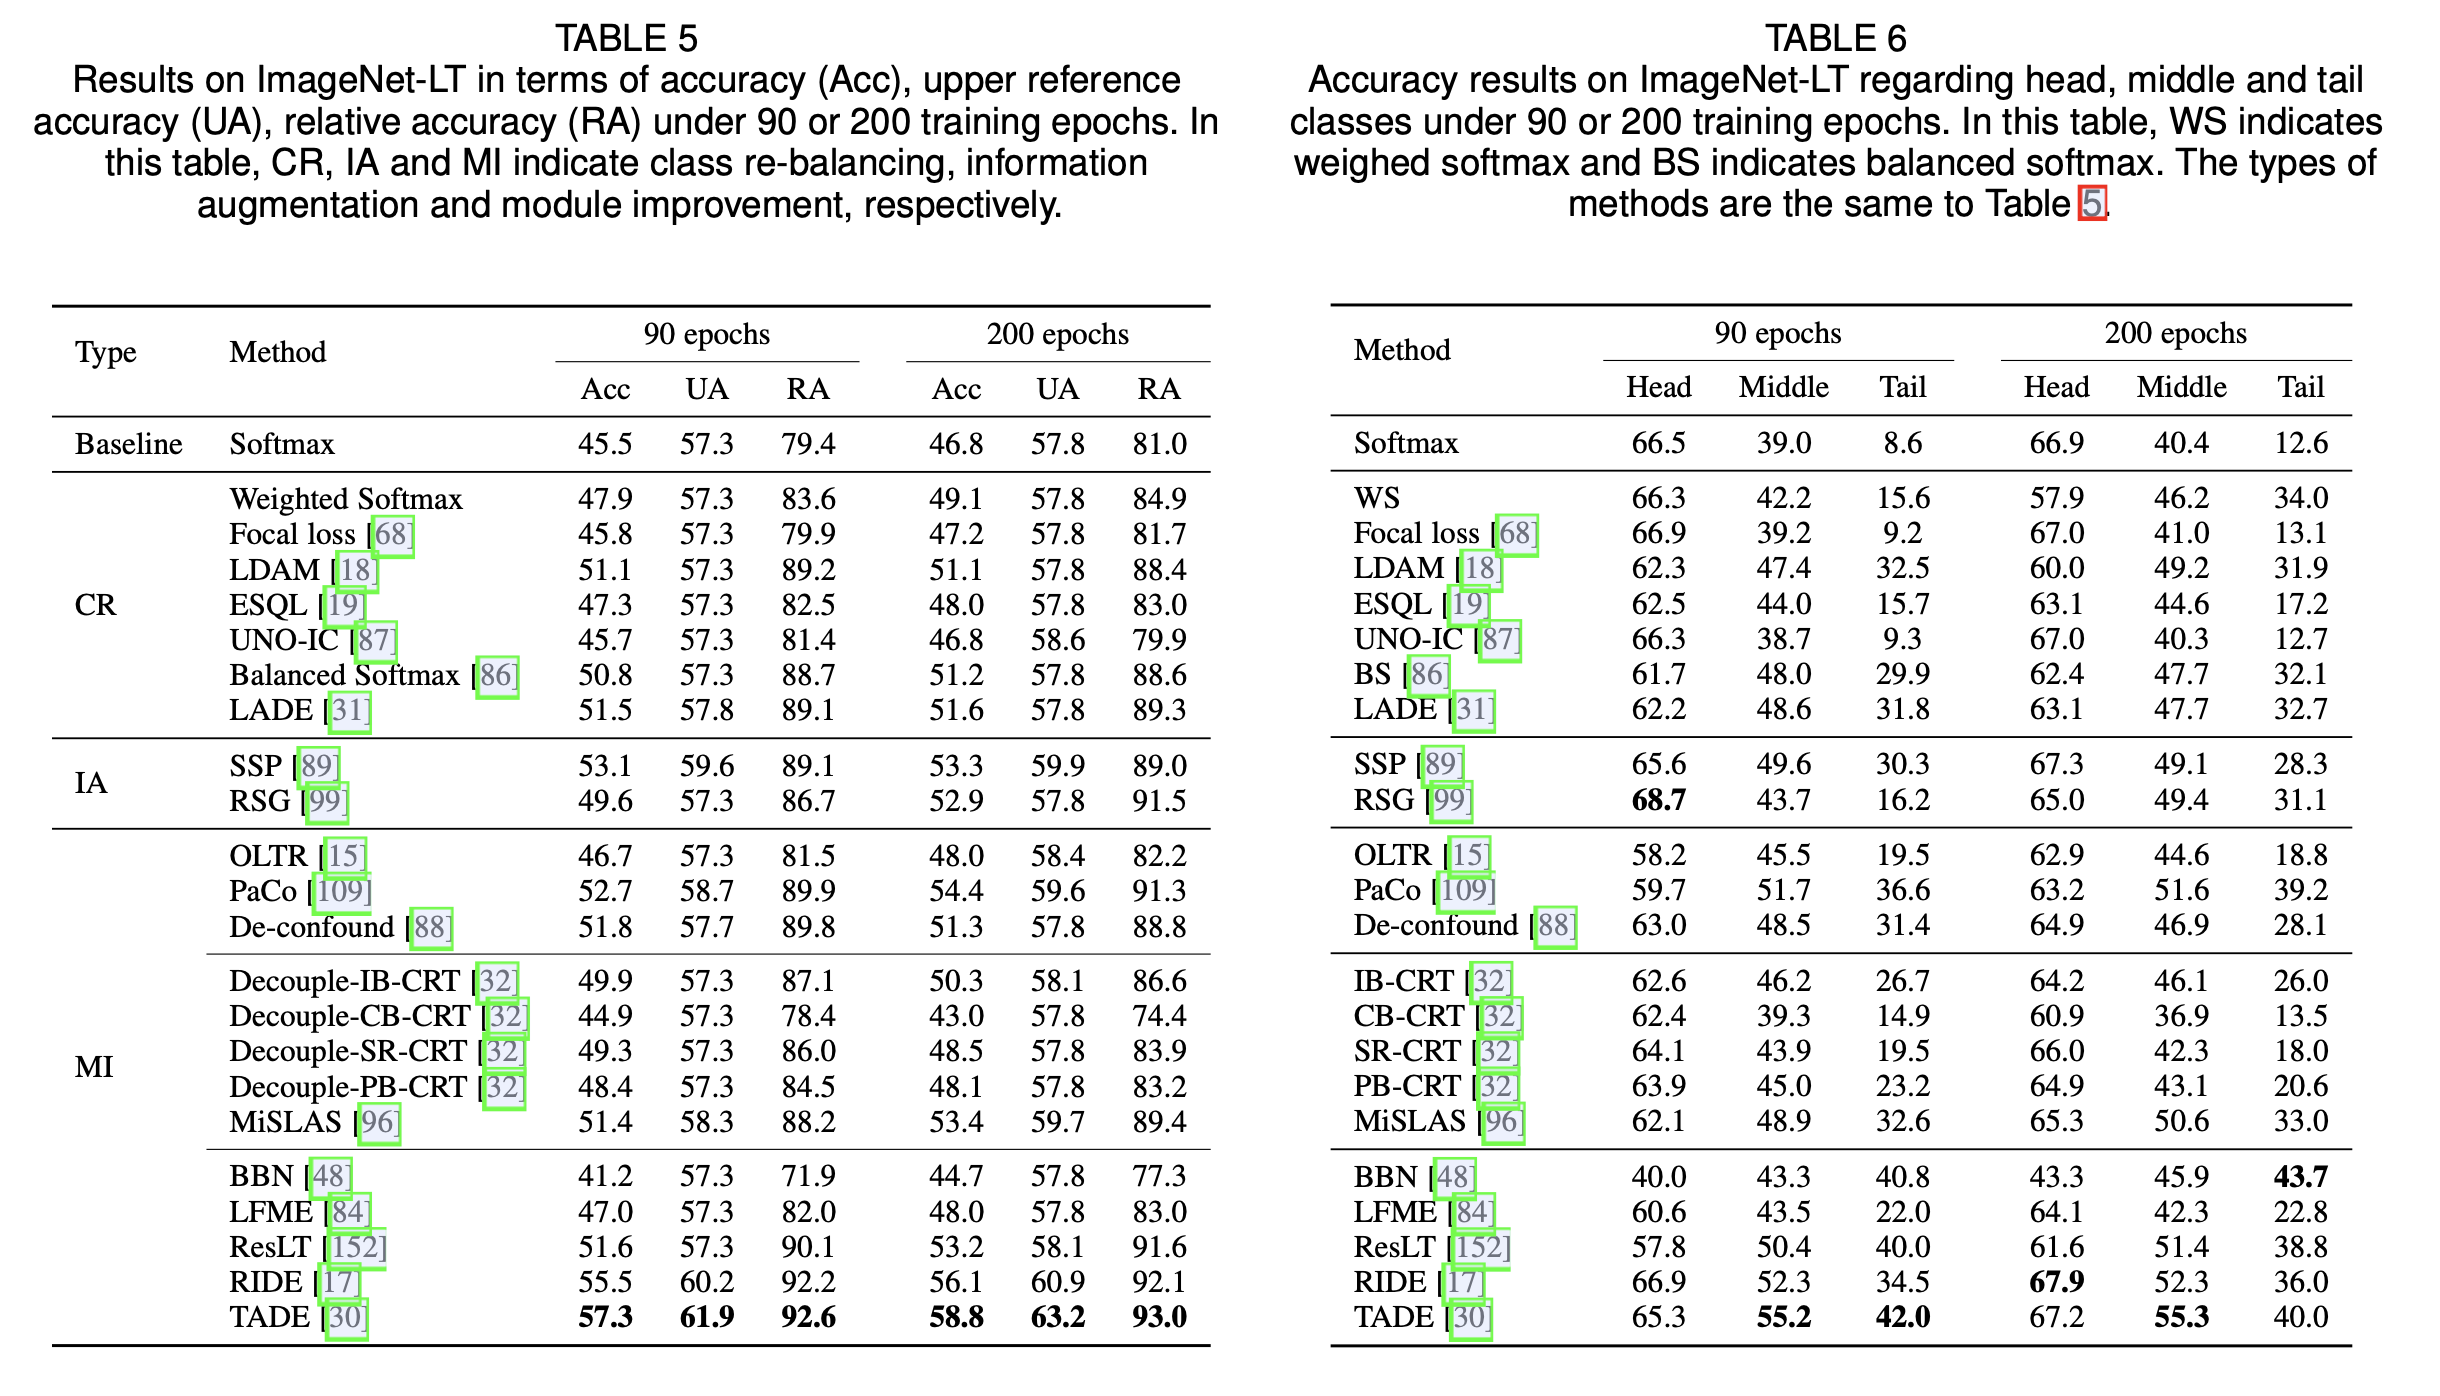 TABLE 5
Results on ImageNet-LT in terms of accuracy (Acc), upper reference
accuracy (UA), relative accuracy (RA) under 90 or 200 training epochs. In
this table, CR, IA and MI indicate class re-balancing, information
augmentation and module improvement, respectively.
Type Method 90 epochs 200 epochs
Acc UA RA Acc UA RA
Baseline Softmax 45.5 57.3 79.4 46.8 57.8 81.0
Weighted Softmax 47.9 57.3 83.6 49.1 57.8 84.9
Focal loss [68] 45.8 57.3 79.9 47.2 57.8 81.7
LDAM [18] 51.1 57.3 89.2 51.1 57.8 88.4
CR ESQL [19] 47.3 57.3 82.5 48.0 57.8 83.0
UNO-IC [87] 45.7 57.3 81.4 46.8 58.6 79.9
Balanced Softmax [86] 50.8 57.3 88.7 51.2 57.8 88.6
LADE [31] 51.5 57.8 89.1 51.6 57.8 89.3
IA
SSP [89] 53.1 59.6 89.1 53.3 59.9 89.0
RSG [99] 49.6 57.3 86.7 52.9 57.8 91.5
OLTR [15] 46.7 57.3 81.5 48.0 58.4 82.2
PaCo [109] 52.7 58.7 89.9 54.4 59.6 91.3
De-confound [88] 51.8 57.7 89.8 51.3 57.8 88.8
Decouple-IB-CRT [32] 49.9 57.3 87.1 50.3 58.1 86.6
Decouple-CB-CRT [32] 44.9 57.3 78.4 43.0 57.8 74.4
MI
Decouple-SR-CRT [32] 49.3 57.3 86.0 48.5 57.8 83.9
Decouple-PB-CRT [32] 48.4 57.3 84.5 48.1 57.8 83.2
MiSLAS [96] 51.4 58.3 88.2 53.4 59.7 89.4
BBN [48] 41.2 57.3 71.9 44.7 57.8 77.3
LFME [84] 47.0 57.3 82.0 48.0 57.8 83.0
ResLT [152] 51.6 57.3 90.1 53.2 58.1 91.6
RIDE [17] 55.5 60.2 92.2 56.1 60.9 92.1
TADE [30] 57.3 61.9 92.6 58.8 63.2 93.0
TABLE 6
Accuracy results on ImageNet-LT regarding head, middle and tail
classes under 90 or 200 training epochs. In this table, WS indicates
weighed softmax and BS indicates balanced softmax. The types of
methods are the same to Table 5.
Method 90 epochs 200 epochs
Head Middle Tail Head Middle Tail
Softmax 66.5 39.0 8.6 66.9 40.4 12.6
WS 66.3 42.2 15.6 57.9 46.2 34.0
Focal loss [68] 66.9 39.2 9.2 67.0 41.0 13.1
LDAM [18] 62.3 47.4 32.5 60.0 49.2 31.9
ESQL [19] 62.5 44.0 15.7 63.1 44.6 17.2
UNO-IC [87] 66.3 38.7 9.3 67.0 40.3 12.7
BS [86] 61.7 48.0 29.9 62.4 47.7 32.1
LADE [31] 62.2 48.6 31.8 63.1 47.7 32.7
SSP [89] 65.6 49.6 30.3 67.3 49.1 28.3
RSG [99] 68.7 43.7 16.2 65.0 49.4 31.1
OLTR [15] 58.2 45.5 19.5 62.9 44.6 18.8
PaCo [109] 59.7 51.7 36.6 63.2 51.6 39.2
De-confound [88] 63.0 48.5 31.4 64.9 46.9 28.1
IB-CRT [32] 62.6 46.2 26.7 64.2 46.1 26.0
CB-CRT [32] 62.4 39.3 14.9 60.9 36.9 13.5
SR-CRT [32] 64.1 43.9 19.5 66.0 42.3 18.0
PB-CRT [32] 63.9 45.0 23.2 64.9 43.1 20.6
MiSLAS [96] 62.1 48.9 32.6 65.3 50.6 33.0
BBN [48] 40.0 43.3 40.8 43.3 45.9 43.7
LFME [84] 60.6 43.5 22.0 64.1 42.3 22.8
ResLT [152] 57.8 50.4 40.0 61.6 51.4 38.8
RIDE [17] 66.9 52.3 34.5 67.9 52.3 36.0
TADE [30] 65.3 55.2 42.0 67.2 55.3 40.0